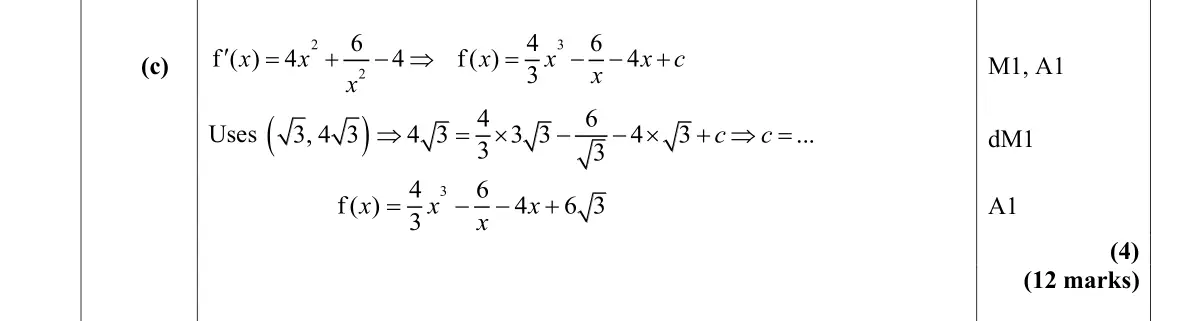 (c) f′(x) = 4x² + 6/x² − 4 ⇒ f(x) = 4/3 x³ − 6/x − 4x + c M1, A1
Uses (√3, 4√3) ⇒ 4√3 = 4/3 × 3√3 − 6/√3 − 4 × √3 + c ⇒ c = ... dM1
f(x) = 4/3 x³ − 6/x − 4x + 6√3 A1
(4)
(12 marks)